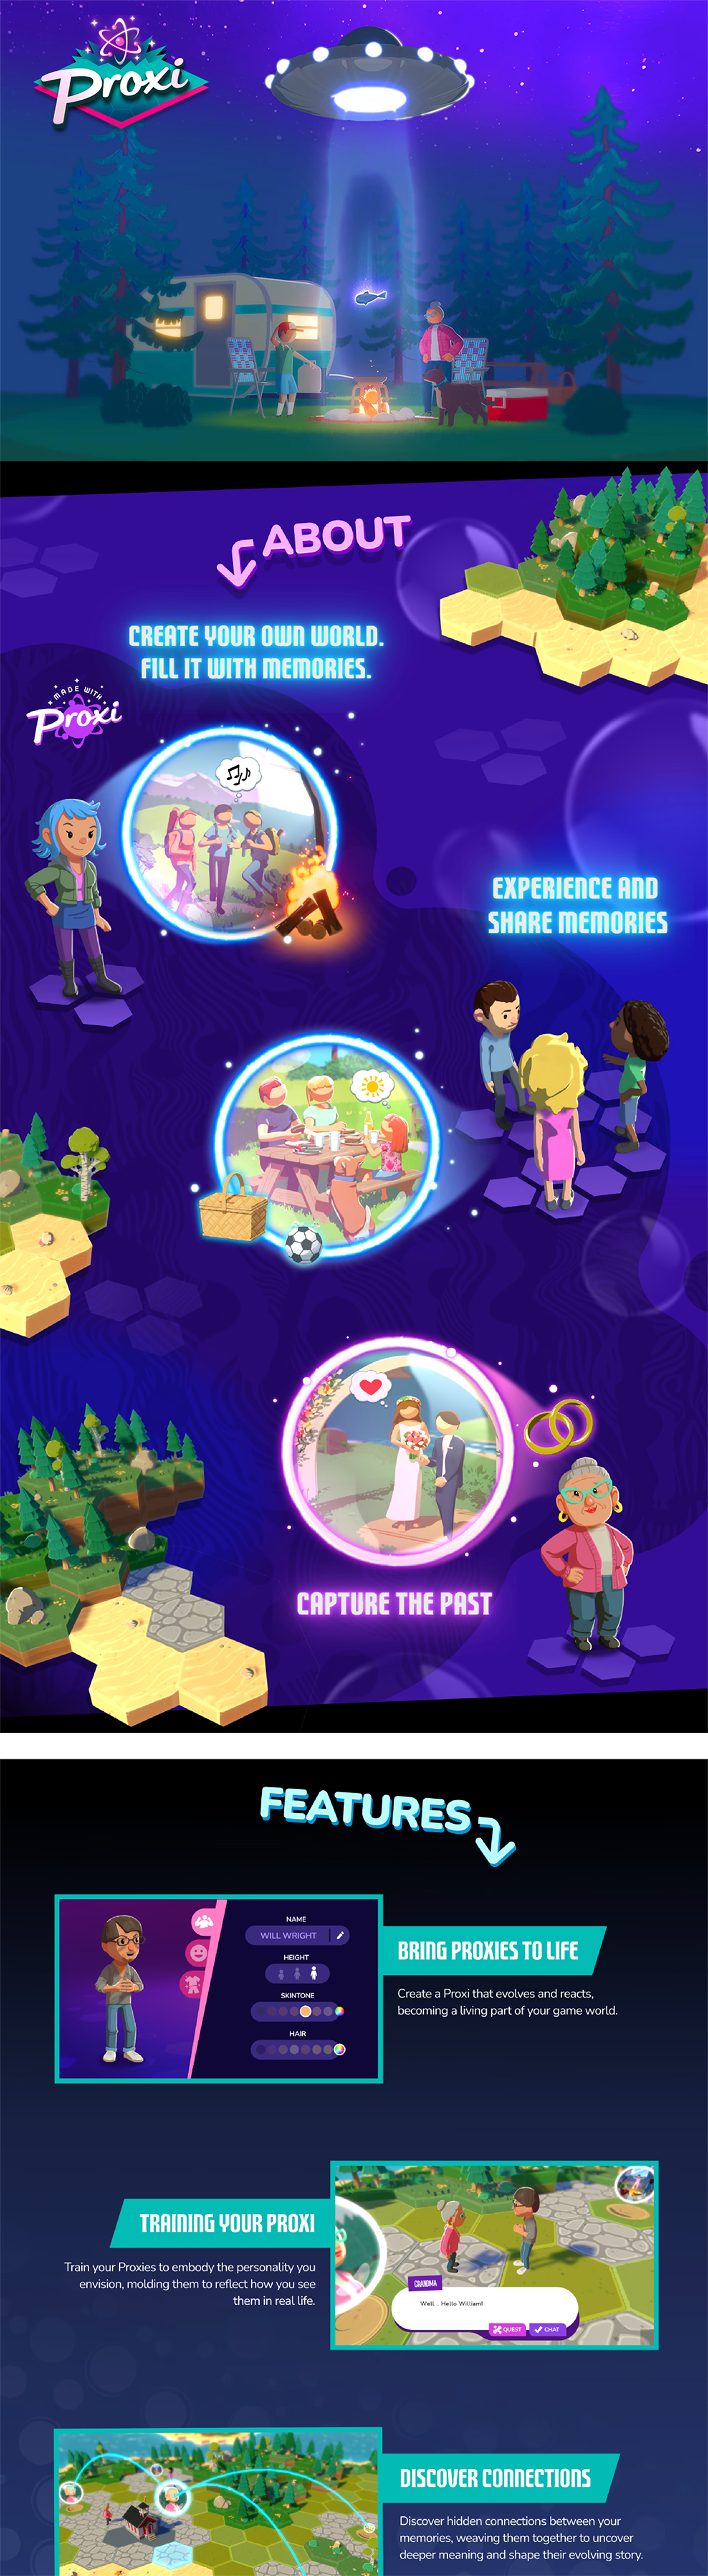 Proxi
ABOUT
CREATE YOUR OWN WORLD.
FILL IT WITH MEMORIES.
MADE WITH
Proxi
EXPERIENCE AND
SHARE MEMORIES
CAPTURE THE PAST
FEATURES
NAME
WILL WRIGHT
HEIGHT
SKINTONE
HAIR
BRING PROXIES TO LIFE
Create a Proxi that evolves and reacts,
becoming a living part of your game world.
TRAINING YOUR PROXI
Train your Proxies to embody the personality you
envision, molding them to reflect how you see
them in real life.
GRANDMA
Well... Hello William!
QUEST
CHAT
DISCOVER CONNECTIONS
Discover hidden connections between your
memories, weaving them together to uncover
deeper meaning and shape their evolving story.